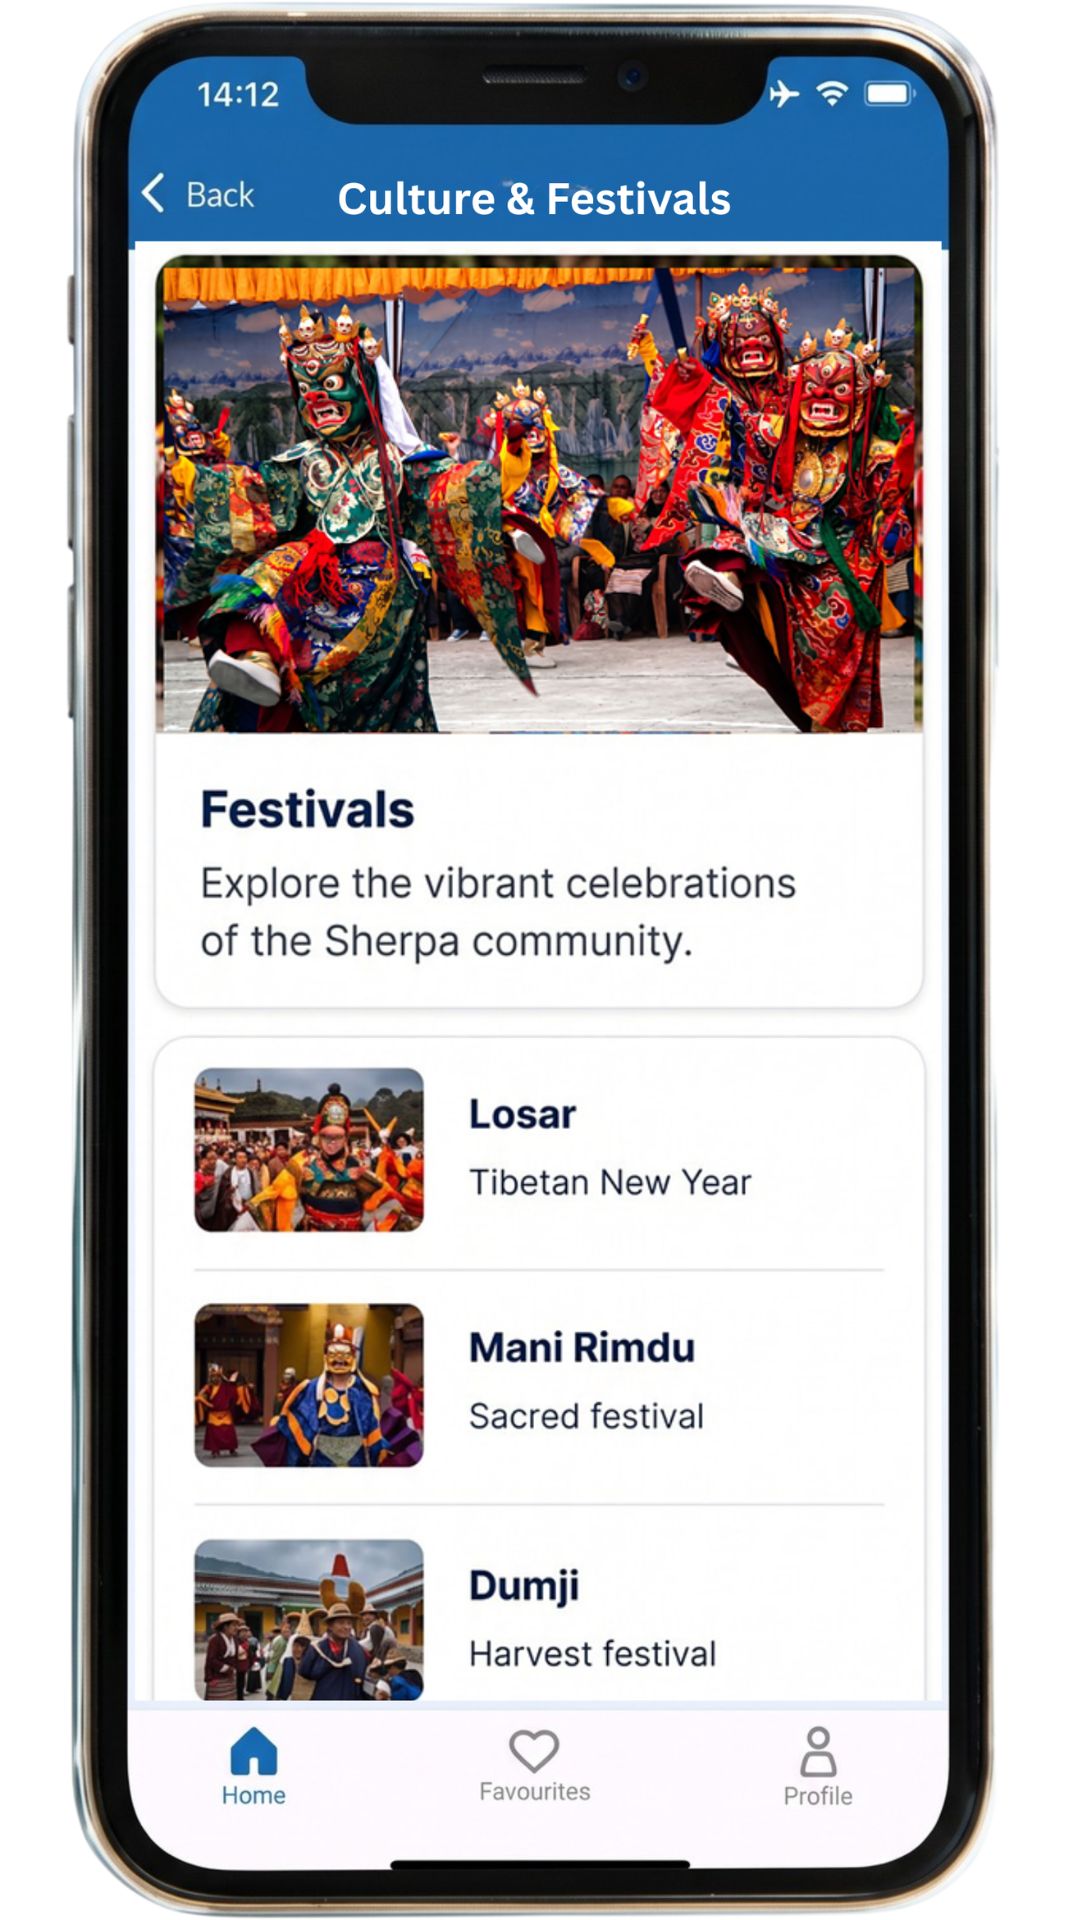 14:12
Back
Culture & Festivals
Festivals
Explore the vibrant celebrations
of the Sherpa community.
Losar
Tibetan New Year
Mani Rimdu
Sacred festival
Dumji
Harvest festival
Home
Favourites
Profile